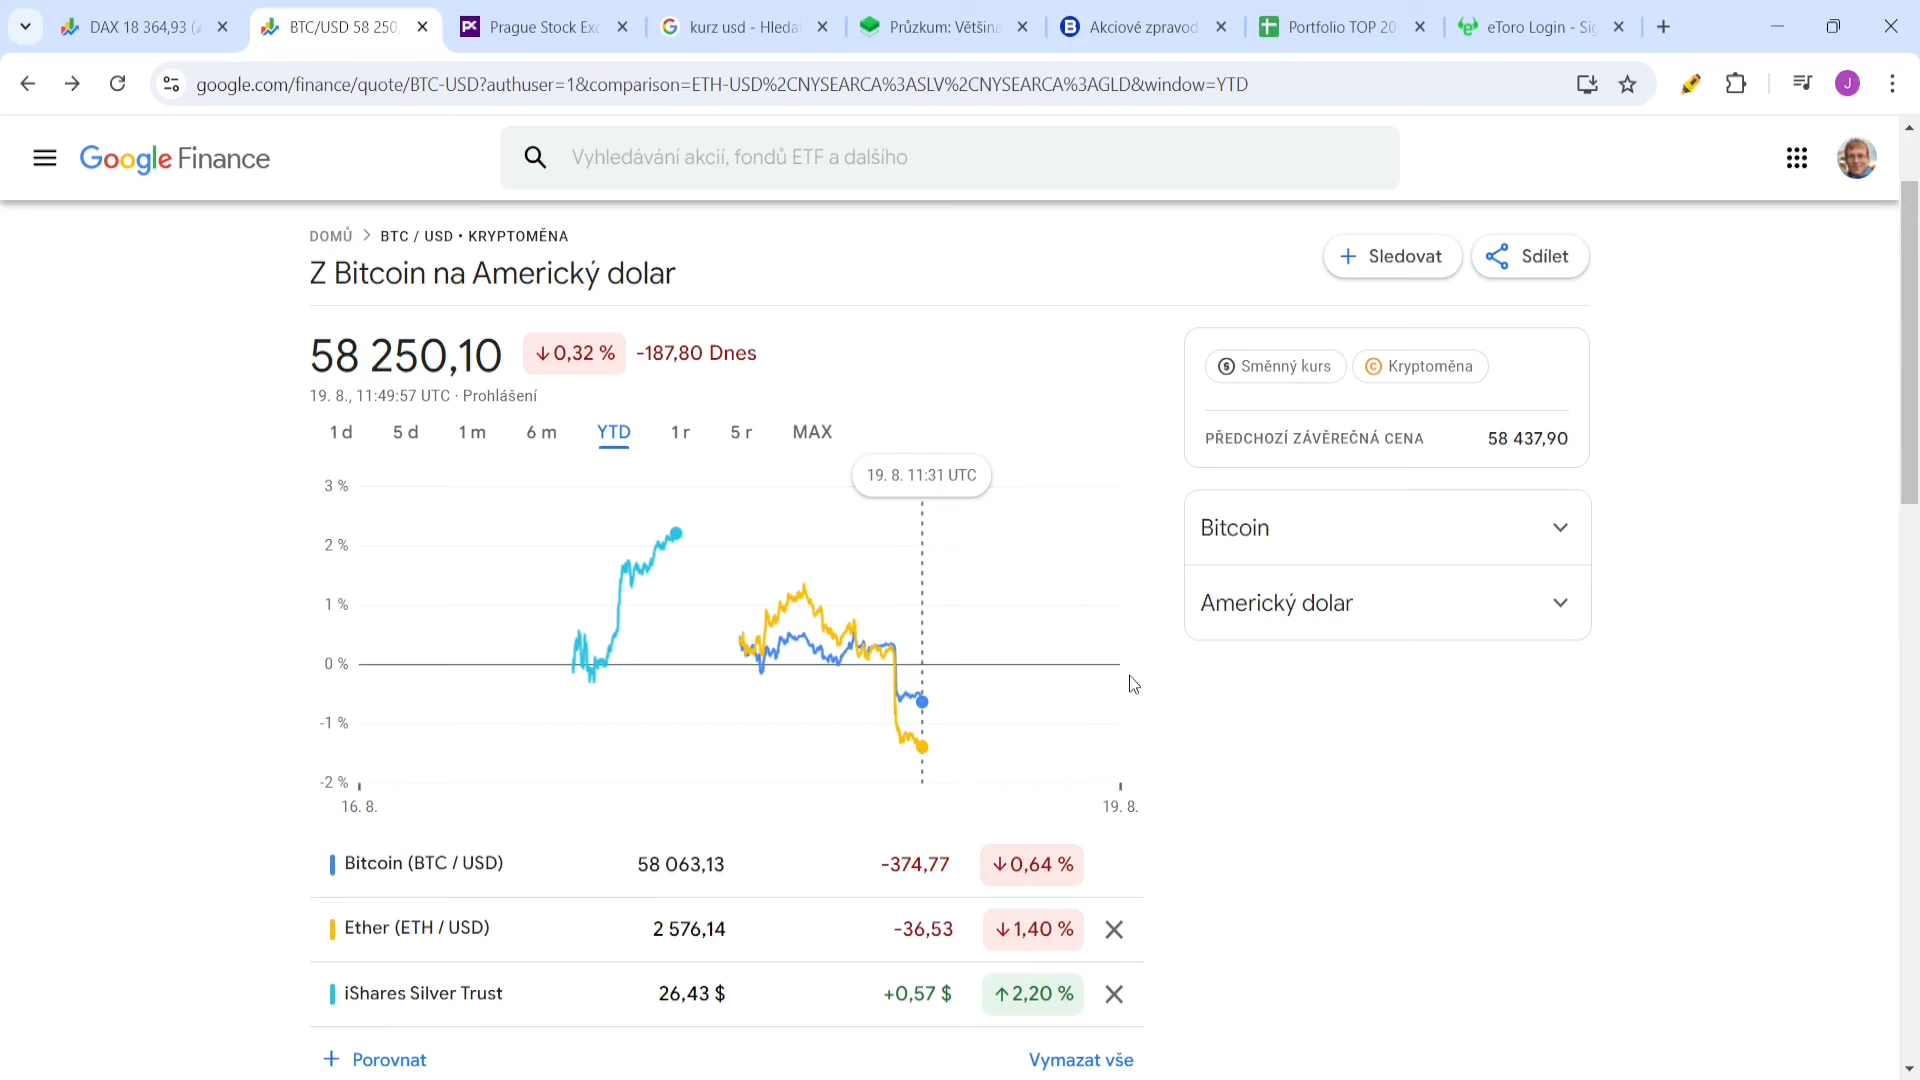 DAX 18 364,93 (
BTC/USD 58 250,
Prague Stock Exc
kurz usd - Hleda
Průzkum: Většina
Akciové zpravod
Portfolio TOP 20
eToro Login - Sig
google.com/finance/quote/BTC-USD?authuser=1&comparison=ETH-USD%2CNYSEARCA%3ASLV%2CNYSEARCA%3AGLD&window=YTD
J
Google Finance
Vyhledávání akcií, fondů ETF a dalšího
DOMŮ > BTC / USD • KRYPTOMĚNA
Z Bitcoin na Americký dolar
+ Sledovat
Sdílet
58 250,10 ↓0,32 % -187,80 Dnes
19. 8., 11:49:57 UTC · Prohlášení
1 d 5 d 1 m 6 m YTD 1 r 5 r MAX
19. 8. 11:31 UTC
3 %
2 %
1 %
0 %
-1 %
-2 %
16. 8. 19. 8.
Bitcoin (BTC / USD) 58 063,13 -374,77 ↓0,64 %
Ether (ETH / USD) 2 576,14 -36,53 ↓1,40 %
iShares Silver Trust 26,43 $ +0,57 $ ↑2,20 %
+ Porovnat Vymazat vše
Směnný kurs
Kryptoměna
PŘEDCHOZÍ ZÁVĚREČNÁ CENA 58 437,90
Bitcoin
Americký dolar